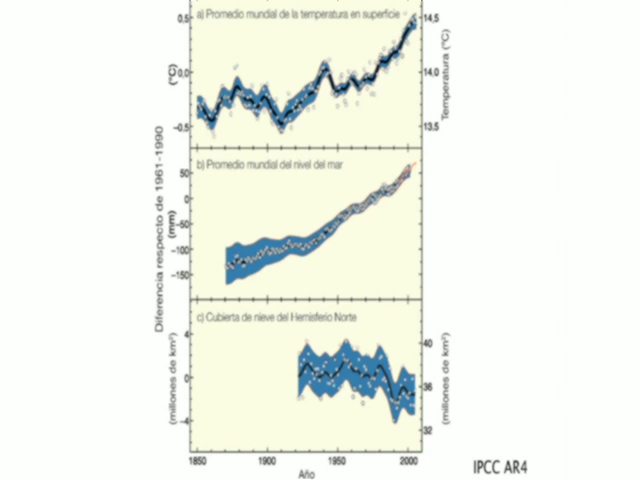 a) Promedio mundial de la temperatura en superficie
0.5
0.0
−0.5
(°C)
14,5
14,0
13,5
Temperatura (°C)
Diferencia respecto de 1961-1990
b) Promedio mundial del nivel del mar
50
0
−50
−100
−150
(mm)
c) Cubierta de nieve del Hemisferio Norte
4
0
−4
(millones de km²)
40
36
32
(millones de km²)
1850
1900
1950
2000
Año
IPCC AR4